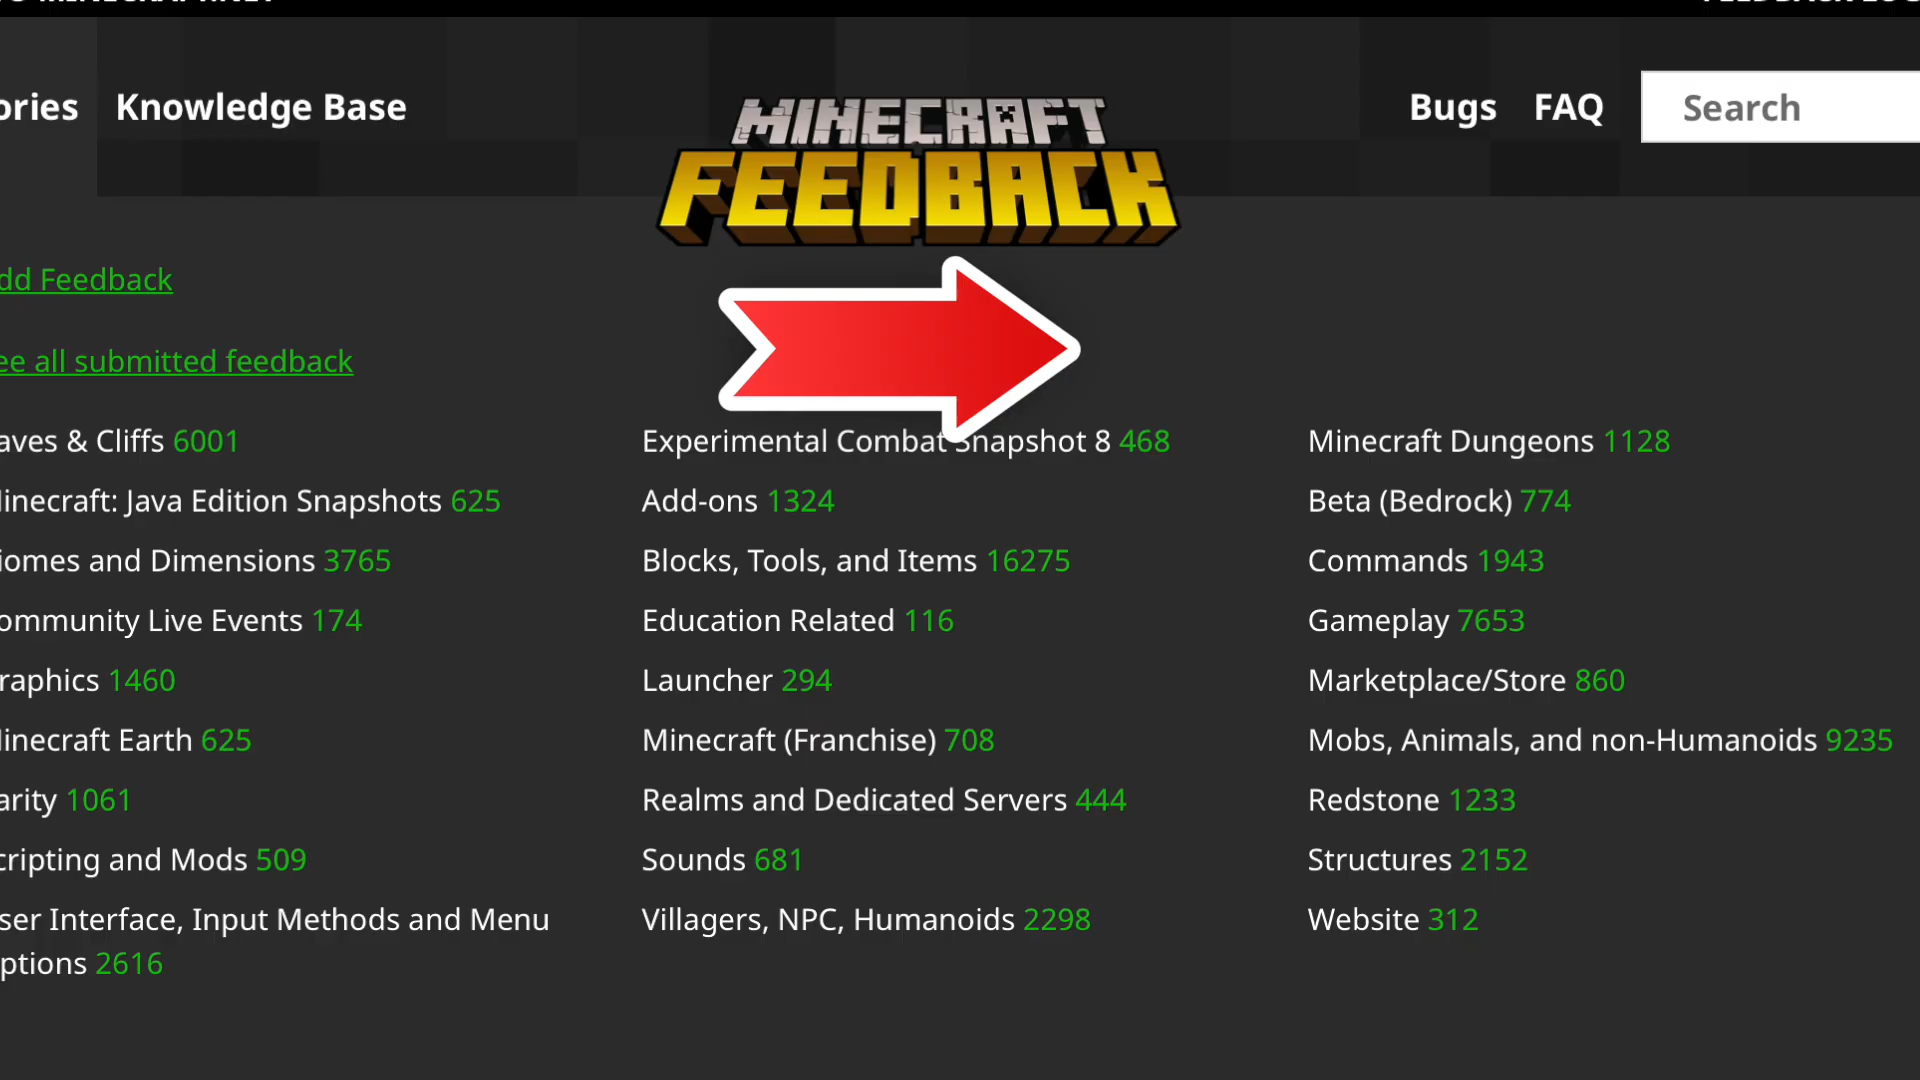 Knowledge Base
MINECRAFT
FEEDBACK
Bugs FAQ Search
dd Feedback
ee all submitted feedback
aves & Cliffs 6001
inecraft: Java Edition Snapshots 625
iomes and Dimensions 3765
ommunity Live Events 174
raphics 1460
inecraft Earth 625
arity 1061
cripting and Mods 509
ser Interface, Input Methods and Menu
ptions 2616
Experimental Combat Snapshot 8 468
Add-ons 1324
Blocks, Tools, and Items 16275
Education Related 116
Launcher 294
Minecraft (Franchise) 708
Realms and Dedicated Servers 444
Sounds 681
Villagers, NPC, Humanoids 2298
Minecraft Dungeons 1128
Beta (Bedrock) 774
Commands 1943
Gameplay 7653
Marketplace/Store 860
Mobs, Animals, and non-Humanoids 9235
Redstone 1233
Structures 2152
Website 312